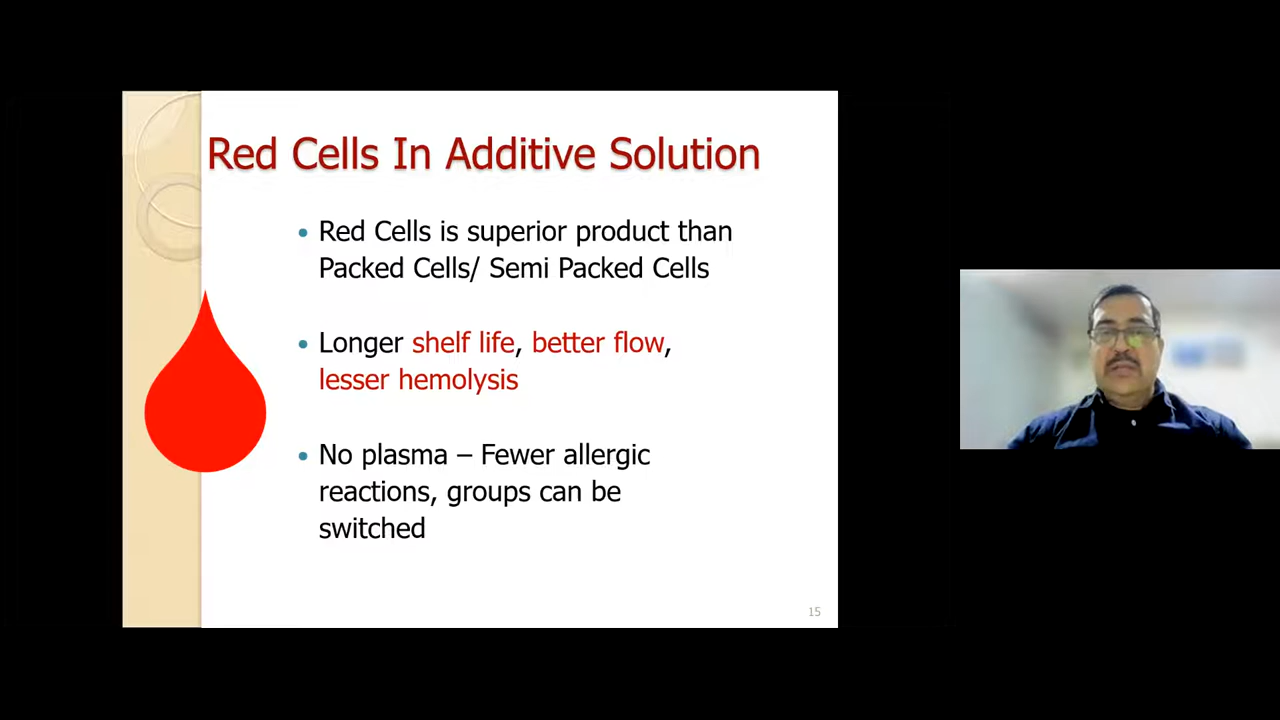 Red Cells In Additive Solution
• Red Cells is superior product than
Packed Cells/ Semi Packed Cells
• Longer shelf life, better flow,
lesser hemolysis
• No plasma – Fewer allergic
reactions, groups can be
switched
15